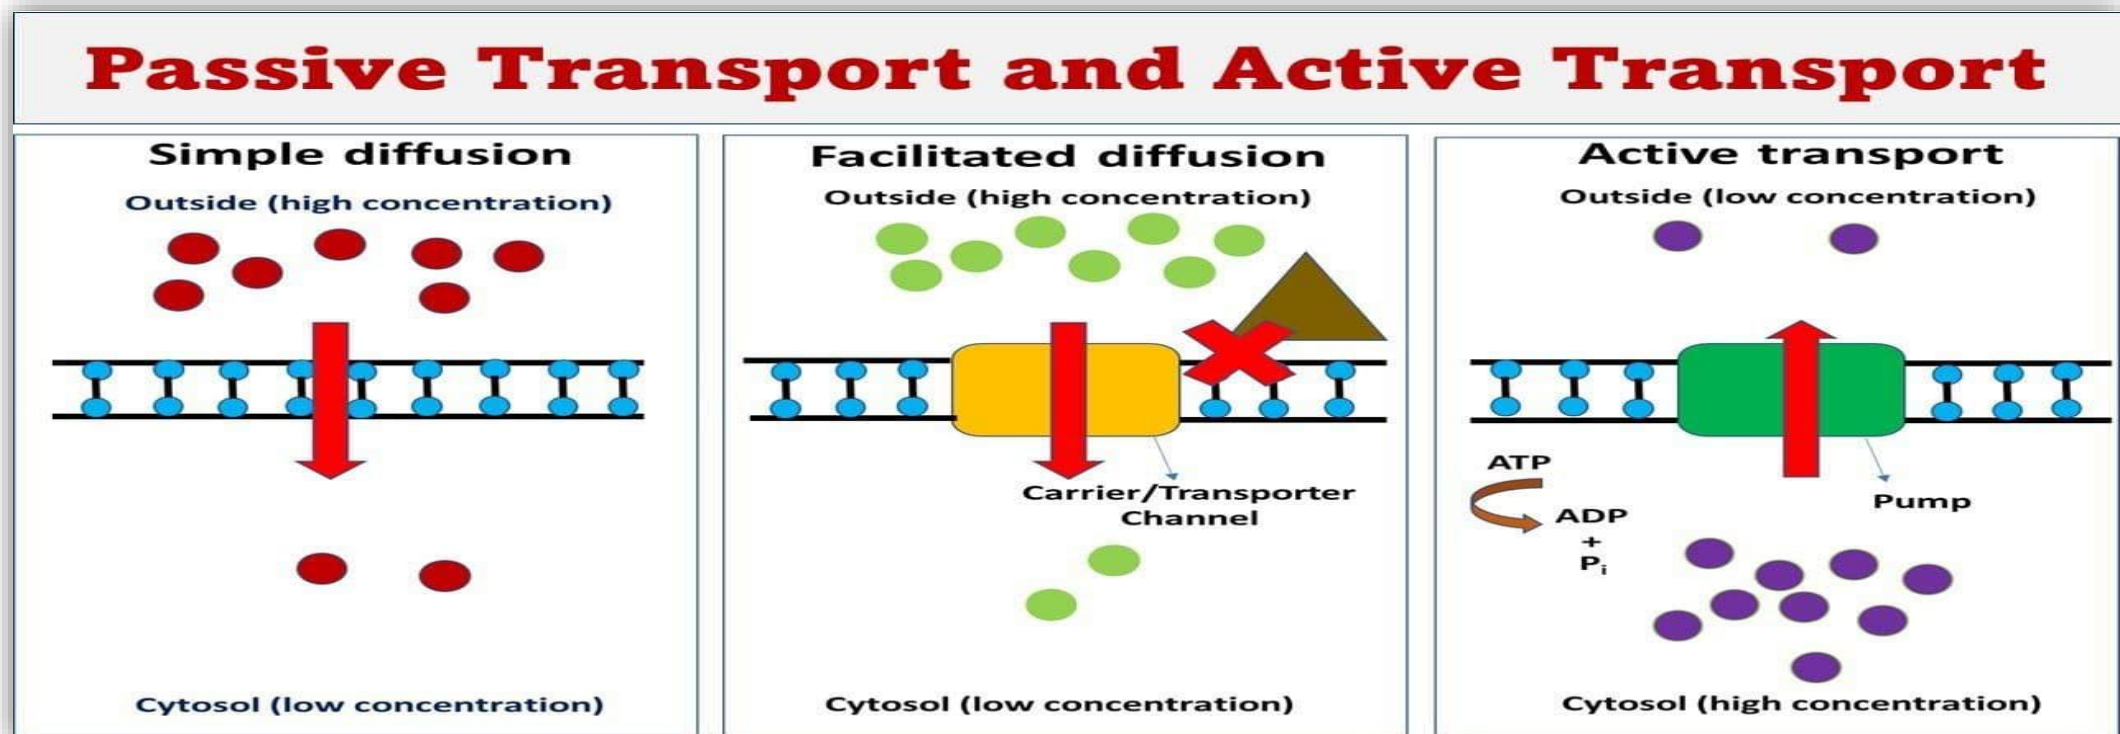 Passive Transport and Active Transport
Simple diffusion
Outside (high concentration)
Cytosol (low concentration)
Facilitated diffusion
Outside (high concentration)
Carrier/Transporter
Channel
Cytosol (low concentration)
Active transport
Outside (low concentration)
ATP
ADP
+
Pi
Pump
Cytosol (high concentration)